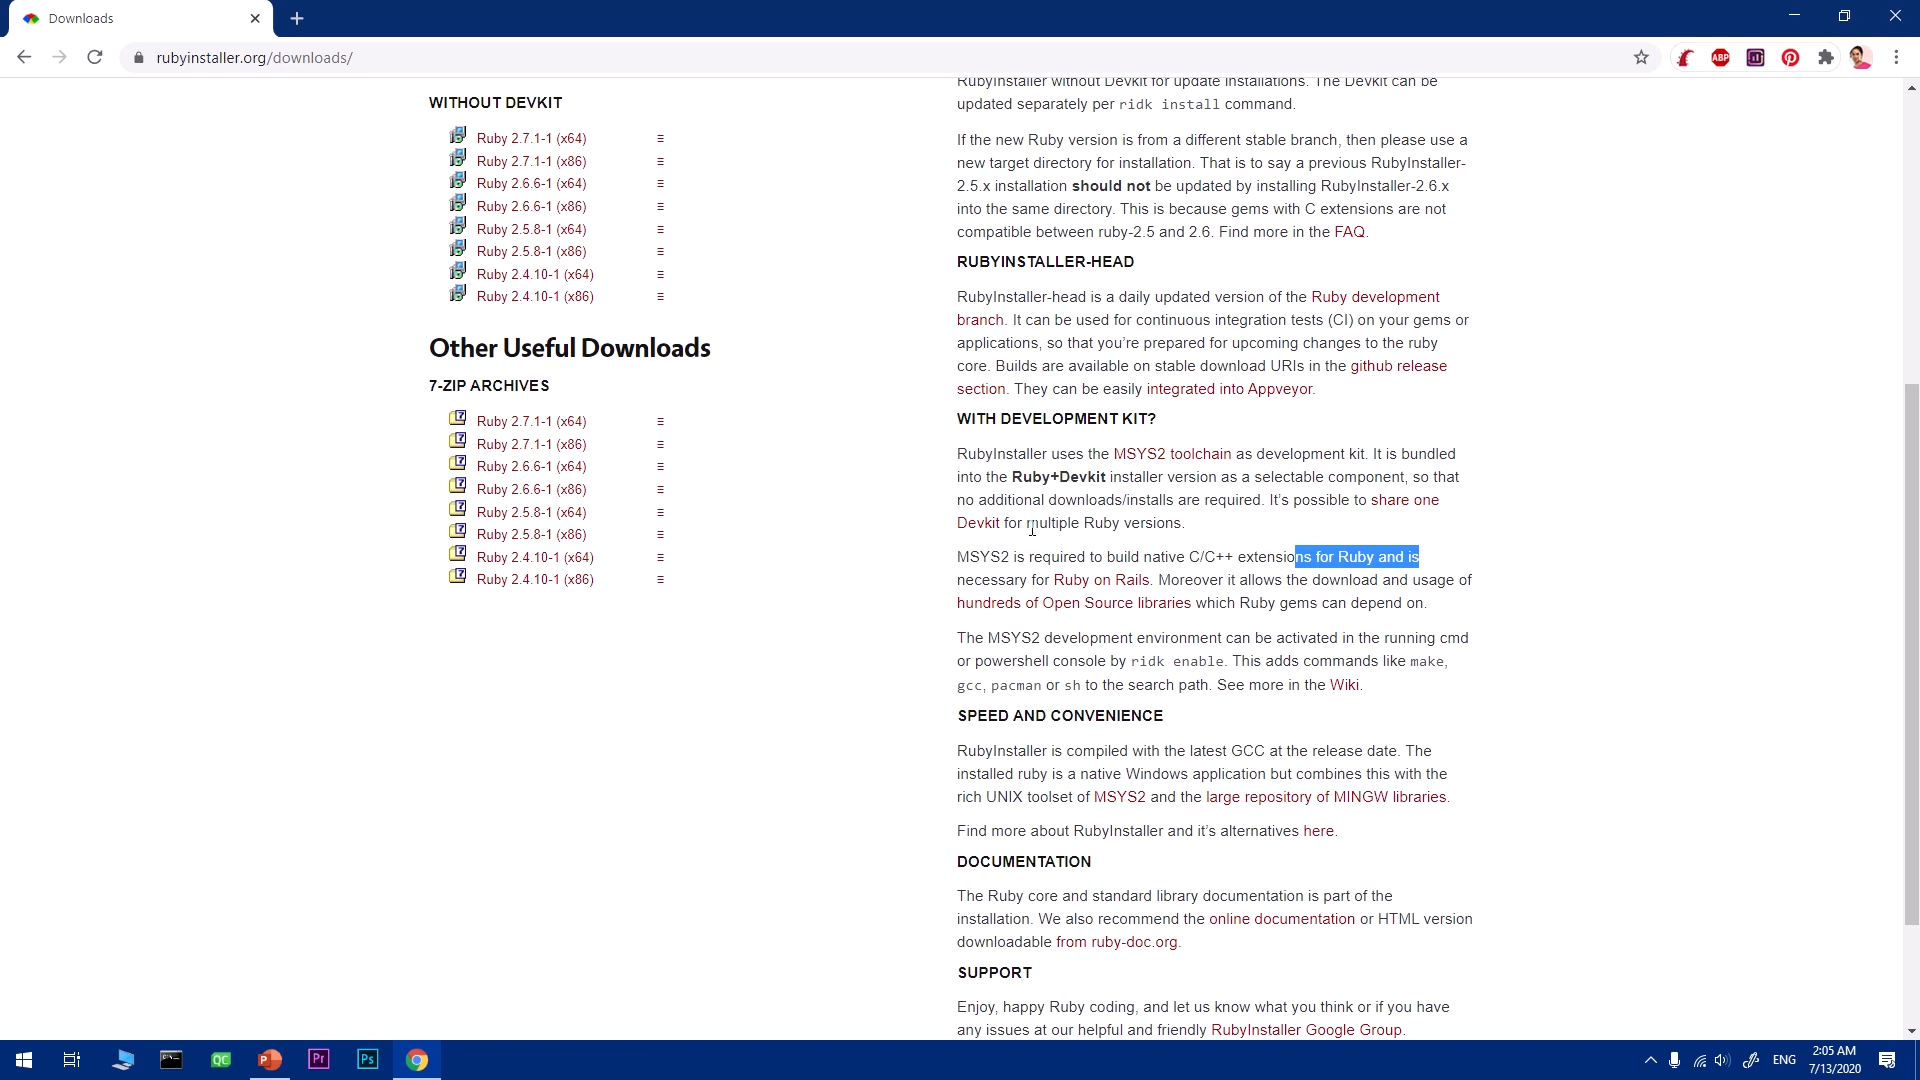 Downloads
rubyinstaller.org/downloads/
ABP
WITHOUT DEVKIT
Ruby 2.7.1-1 (x64)
Ruby 2.7.1-1 (x86)
Ruby 2.6.6-1 (x64)
Ruby 2.6.6-1 (x86)
Ruby 2.5.8-1 (x64)
Ruby 2.5.8-1 (x86)
Ruby 2.4.10-1 (x64)
Ruby 2.4.10-1 (x86)
Other Useful Downloads
7-ZIP ARCHIVES
Ruby 2.7.1-1 (x64)
Ruby 2.7.1-1 (x86)
Ruby 2.6.6-1 (x64)
Ruby 2.6.6-1 (x86)
Ruby 2.5.8-1 (x64)
Ruby 2.5.8-1 (x86)
Ruby 2.4.10-1 (x64)
Ruby 2.4.10-1 (x86)
RubyInstaller without Devkit for update installations. The Devkit can be
updated separately per ridk install command.
If the new Ruby version is from a different stable branch, then please use a
new target directory for installation. That is to say a previous RubyInstaller-
2.5.x installation should not be updated by installing RubyInstaller-2.6.x
into the same directory. This is because gems with C extensions are not
compatible between ruby-2.5 and 2.6. Find more in the FAQ.
RUBYINSTALLER-HEAD
RubyInstaller-head is a daily updated version of the Ruby development
branch. It can be used for continuous integration tests (CI) on your gems or
applications, so that you're prepared for upcoming changes to the ruby
core. Builds are available on stable download URIs in the github release
section. They can be easily integrated into Appveyor.
WITH DEVELOPMENT KIT?
RubyInstaller uses the MSYS2 toolchain as development kit. It is bundled
into the Ruby+Devkit installer version as a selectable component, so that
no additional downloads/installs are required. It's possible to share one
Devkit for multiple Ruby versions.
MSYS2 is required to build native C/C++ extensions for Ruby and is
necessary for Ruby on Rails. Moreover it allows the download and usage of
hundreds of Open Source libraries which Ruby gems can depend on.
The MSYS2 development environment can be activated in the running cmd
or powershell console by ridk enable. This adds commands like make,
gcc, pacman or sh to the search path. See more in the Wiki.
SPEED AND CONVENIENCE
RubyInstaller is compiled with the latest GCC at the release date. The
installed ruby is a native Windows application but combines this with the
rich UNIX toolset of MSYS2 and the large repository of MINGW libraries.
Find more about RubyInstaller and it's alternatives here.
DOCUMENTATION
The Ruby core and standard library documentation is part of the
installation. We also recommend the online documentation or HTML version
downloadable from ruby-doc.org.
SUPPORT
Enjoy, happy Ruby coding, and let us know what you think or if you have
any issues at our helpful and friendly RubyInstaller Google Group.
QC
P
Pr
Ps
ENG
2:05 AM
7/13/2020